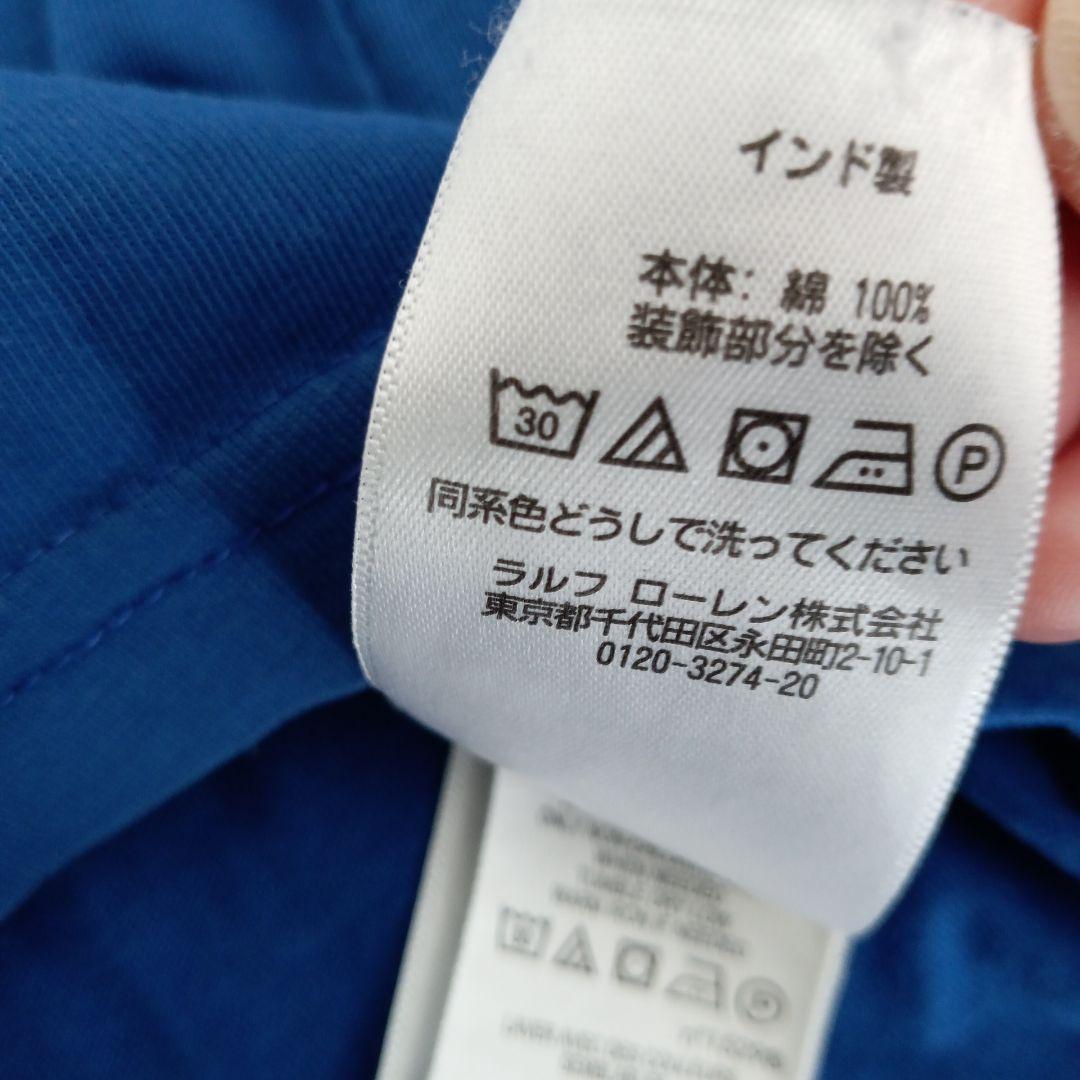 インド製
本体: 綿 100%
装飾部分を除く
30
P
同系色どうしで洗ってください
ラルフ ローレン株式会社
東京都千代田区永田町2-10-1
0120-3274-20